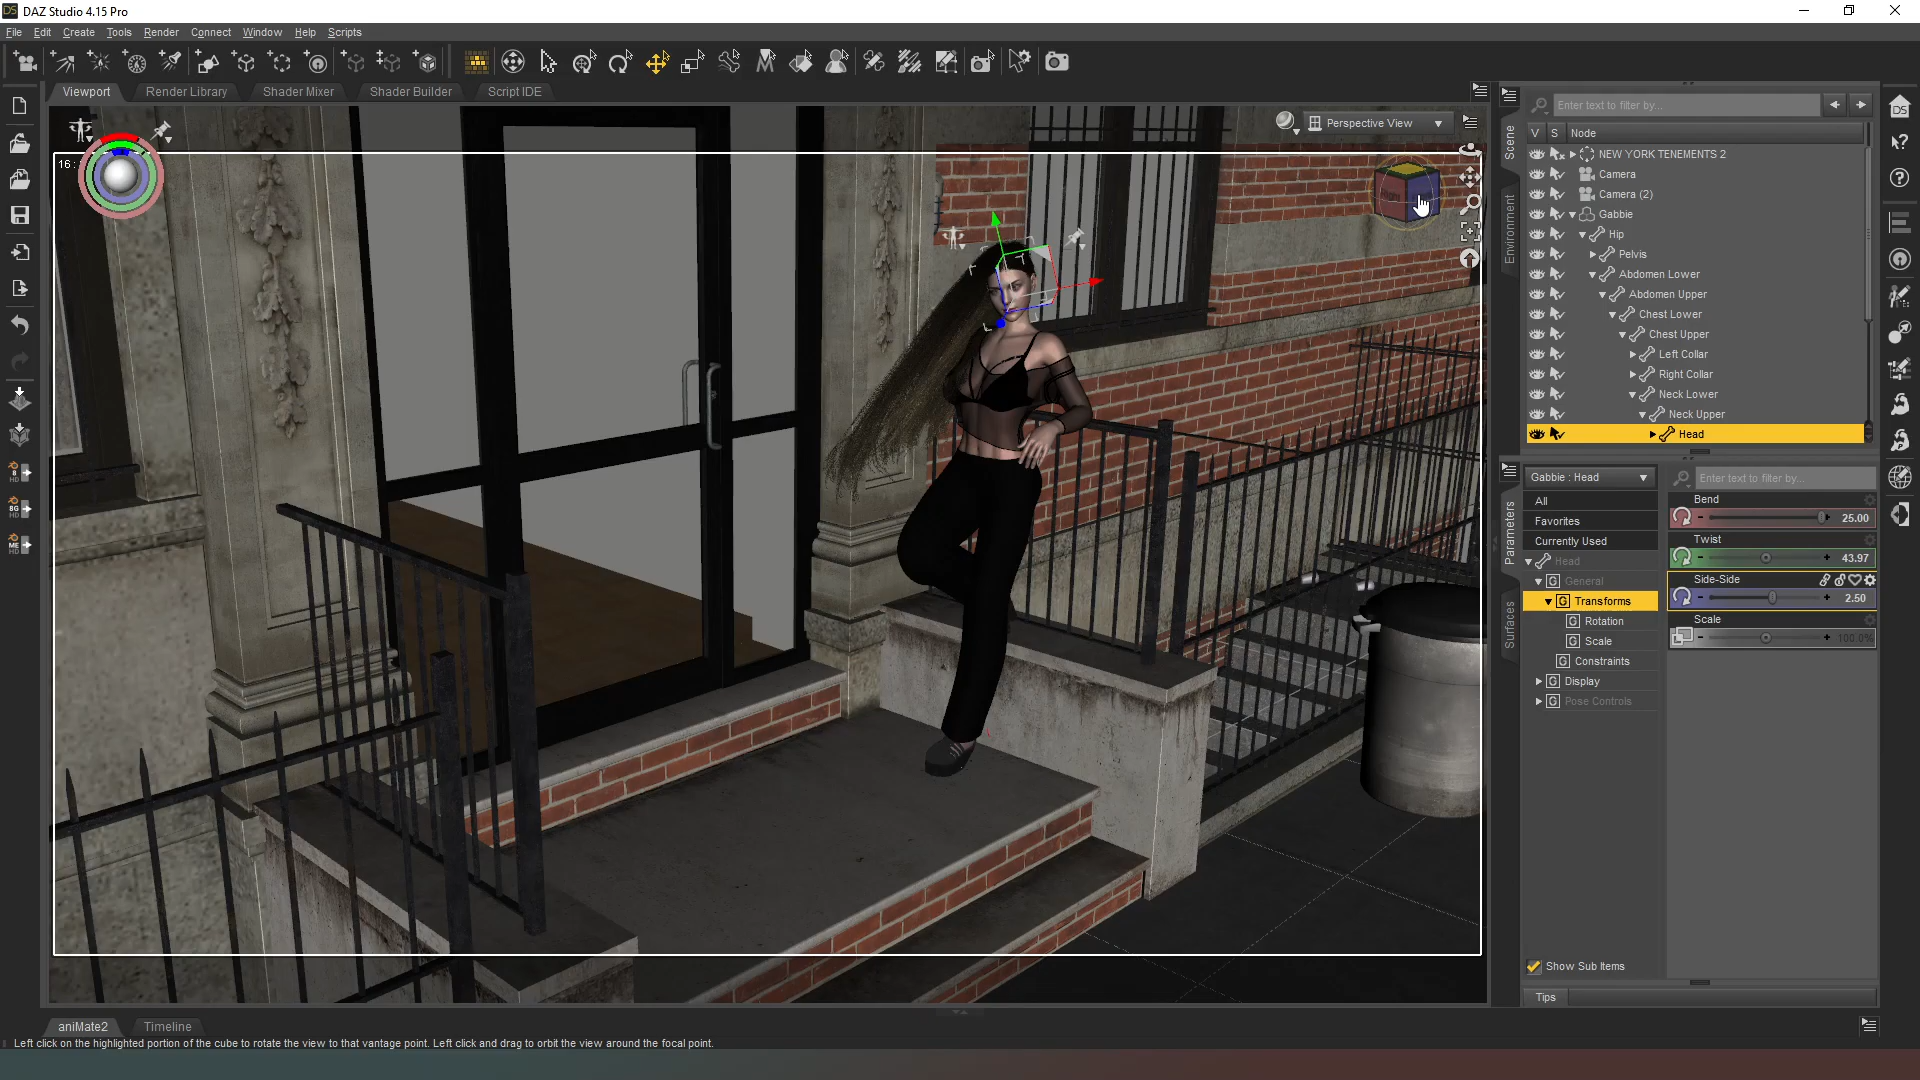 DAZ Studio 4.15 Pro
File Edit Create Tools Render Connect Window Help Scripts
Viewport Render Library Shader Mixer Shader Builder Script IDE
Perspective View
16 :
Scene
Environment
Enter text to filter by...
V S Node
NEW YORK TENEMENTS 2
Camera
Camera (2)
Gabbie
Hip
Pelvis
Abdomen Lower
Abdomen Upper
Chest Lower
Chest Upper
Left Collar
Right Collar
Neck Lower
Neck Upper
Head
Parameters
Surfaces
Gabbie : Head
Enter text to filter by...
All
Favorites
Currently Used
Head
G General
G Transforms
G Rotation
G Scale
G Constraints
G Display
G Pose Controls
Bend
25.00
Twist
43.97
Side-Side
2.50
Scale
100.0%
Show Sub Items
Tips
aniMate2 Timeline
Left click on the highlighted portion of the cube to rotate the view to that vantage point. Left click and drag to orbit the view around the focal point.